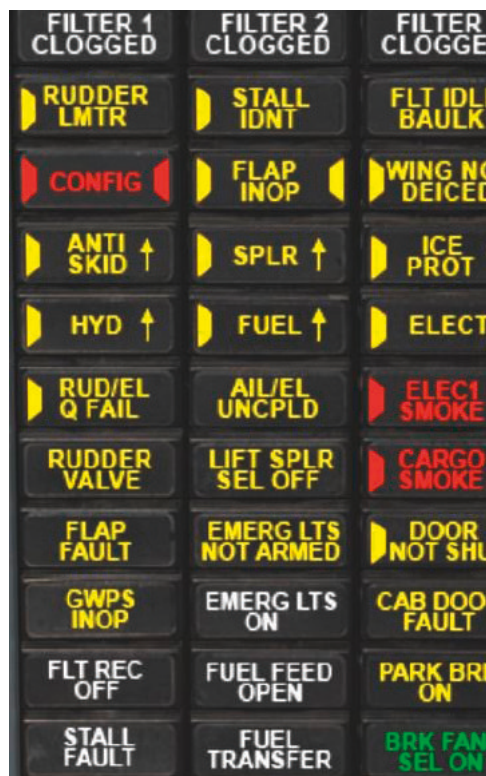 FILTER 1
CLOGGED
FILTER 2
CLOGGED
FILTER
CLOGGE
RUDDER
LMTR
STALL
IDNT
FLT IDL
BAULK
CONFIG
FLAP
INOP
WING NO
DEICED
ANTI
SKID ↑
SPLR ↑
ICE
PROT
HYD ↑
FUEL ↑
ELECT
RUD/EL
Q FAIL
AIL/EL
UNCPLD
ELEC1
SMOKE
RUDDER
VALVE
LIFT SPLR
SEL OFF
CARGO
SMOKE
FLAP
FAULT
EMERG LTS
NOT ARMED
DOOR
NOT SHU
GWPS
INOP
EMERG LTS
ON
CAB DOO
FAULT
FLT REC
OFF
FUEL FEED
OPEN
PARK BRK
ON
STALL
FAULT
FUEL
TRANSFER
BRK FAN
SEL ON